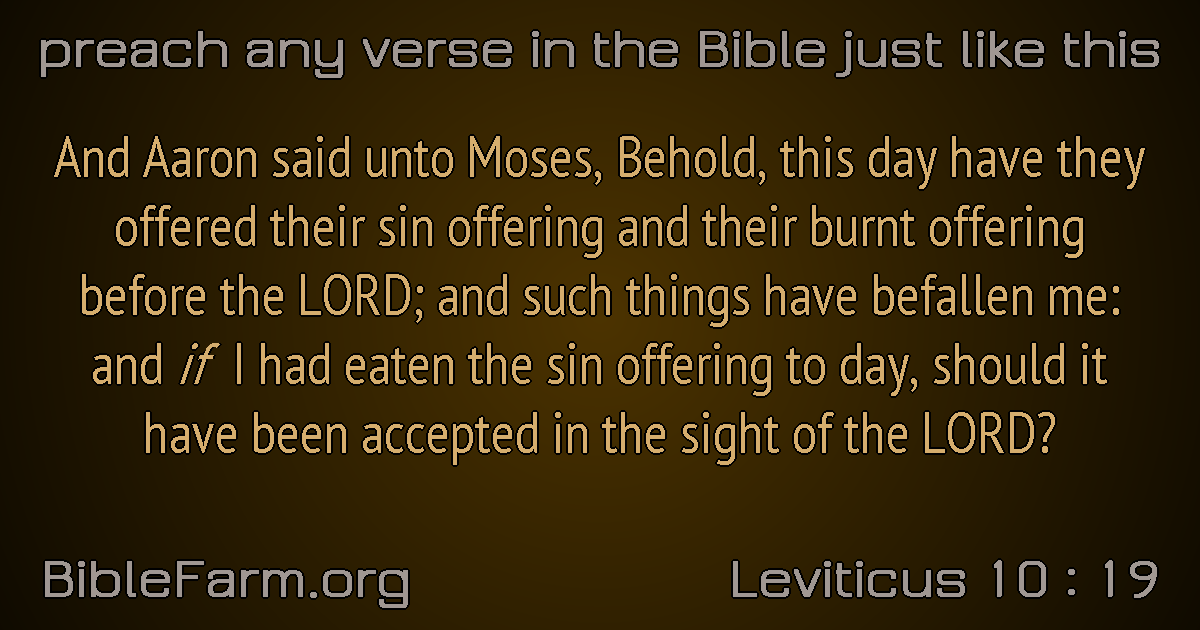 preach any verse in the Bible just like this
And Aaron said unto Moses, Behold, this day have they
offered their sin offering and their burnt offering
before the LORD; and such things have befallen me:
and if I had eaten the sin offering to day, should it
have been accepted in the sight of the LORD?
BibleFarm.org
Leviticus 10 : 19